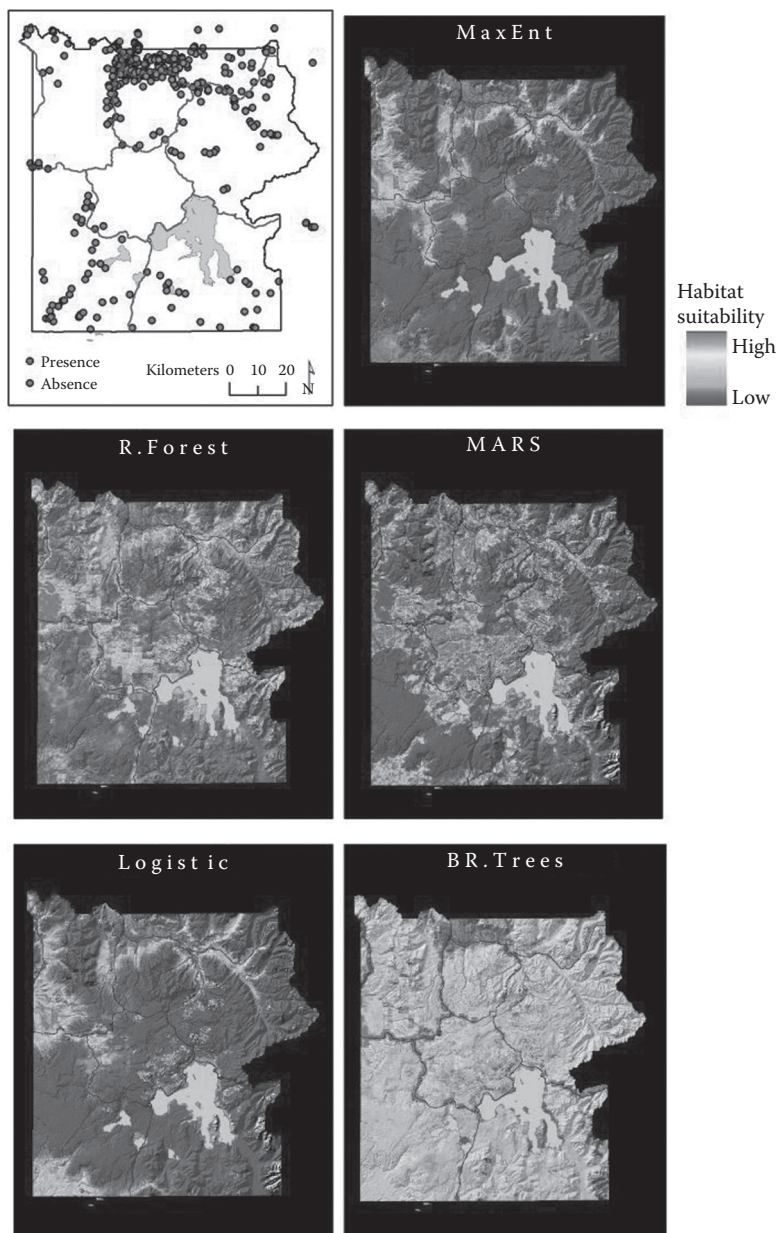 MaxEnt
Presence
Absence
Kilometers 0 10 20
N
Habitat
suitability
High
Low
R.Forest
MARS
Logistic
BR.Trees